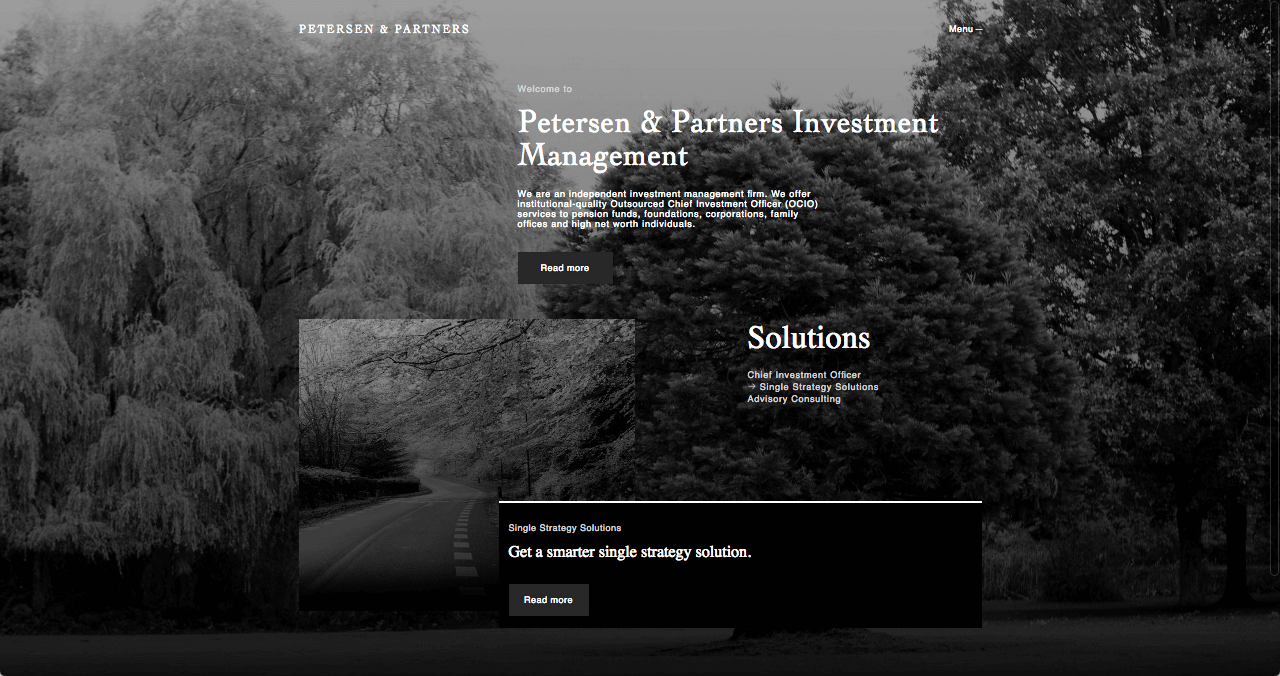 PETERSEN & PARTNERS
Menu —
Welcome to
Petersen & Partners Investment
Management
We are an independent investment management firm. We offer
institutional-quality Outsourced Chief Investment Officer (OCIO)
services to pension funds, foundations, corporations, family
offices and high net worth individuals.
Read more
Solutions
Chief Investment Officer
→ Single Strategy Solutions
Advisory Consulting
Single Strategy Solutions
Get a smarter single strategy solution.
Read more